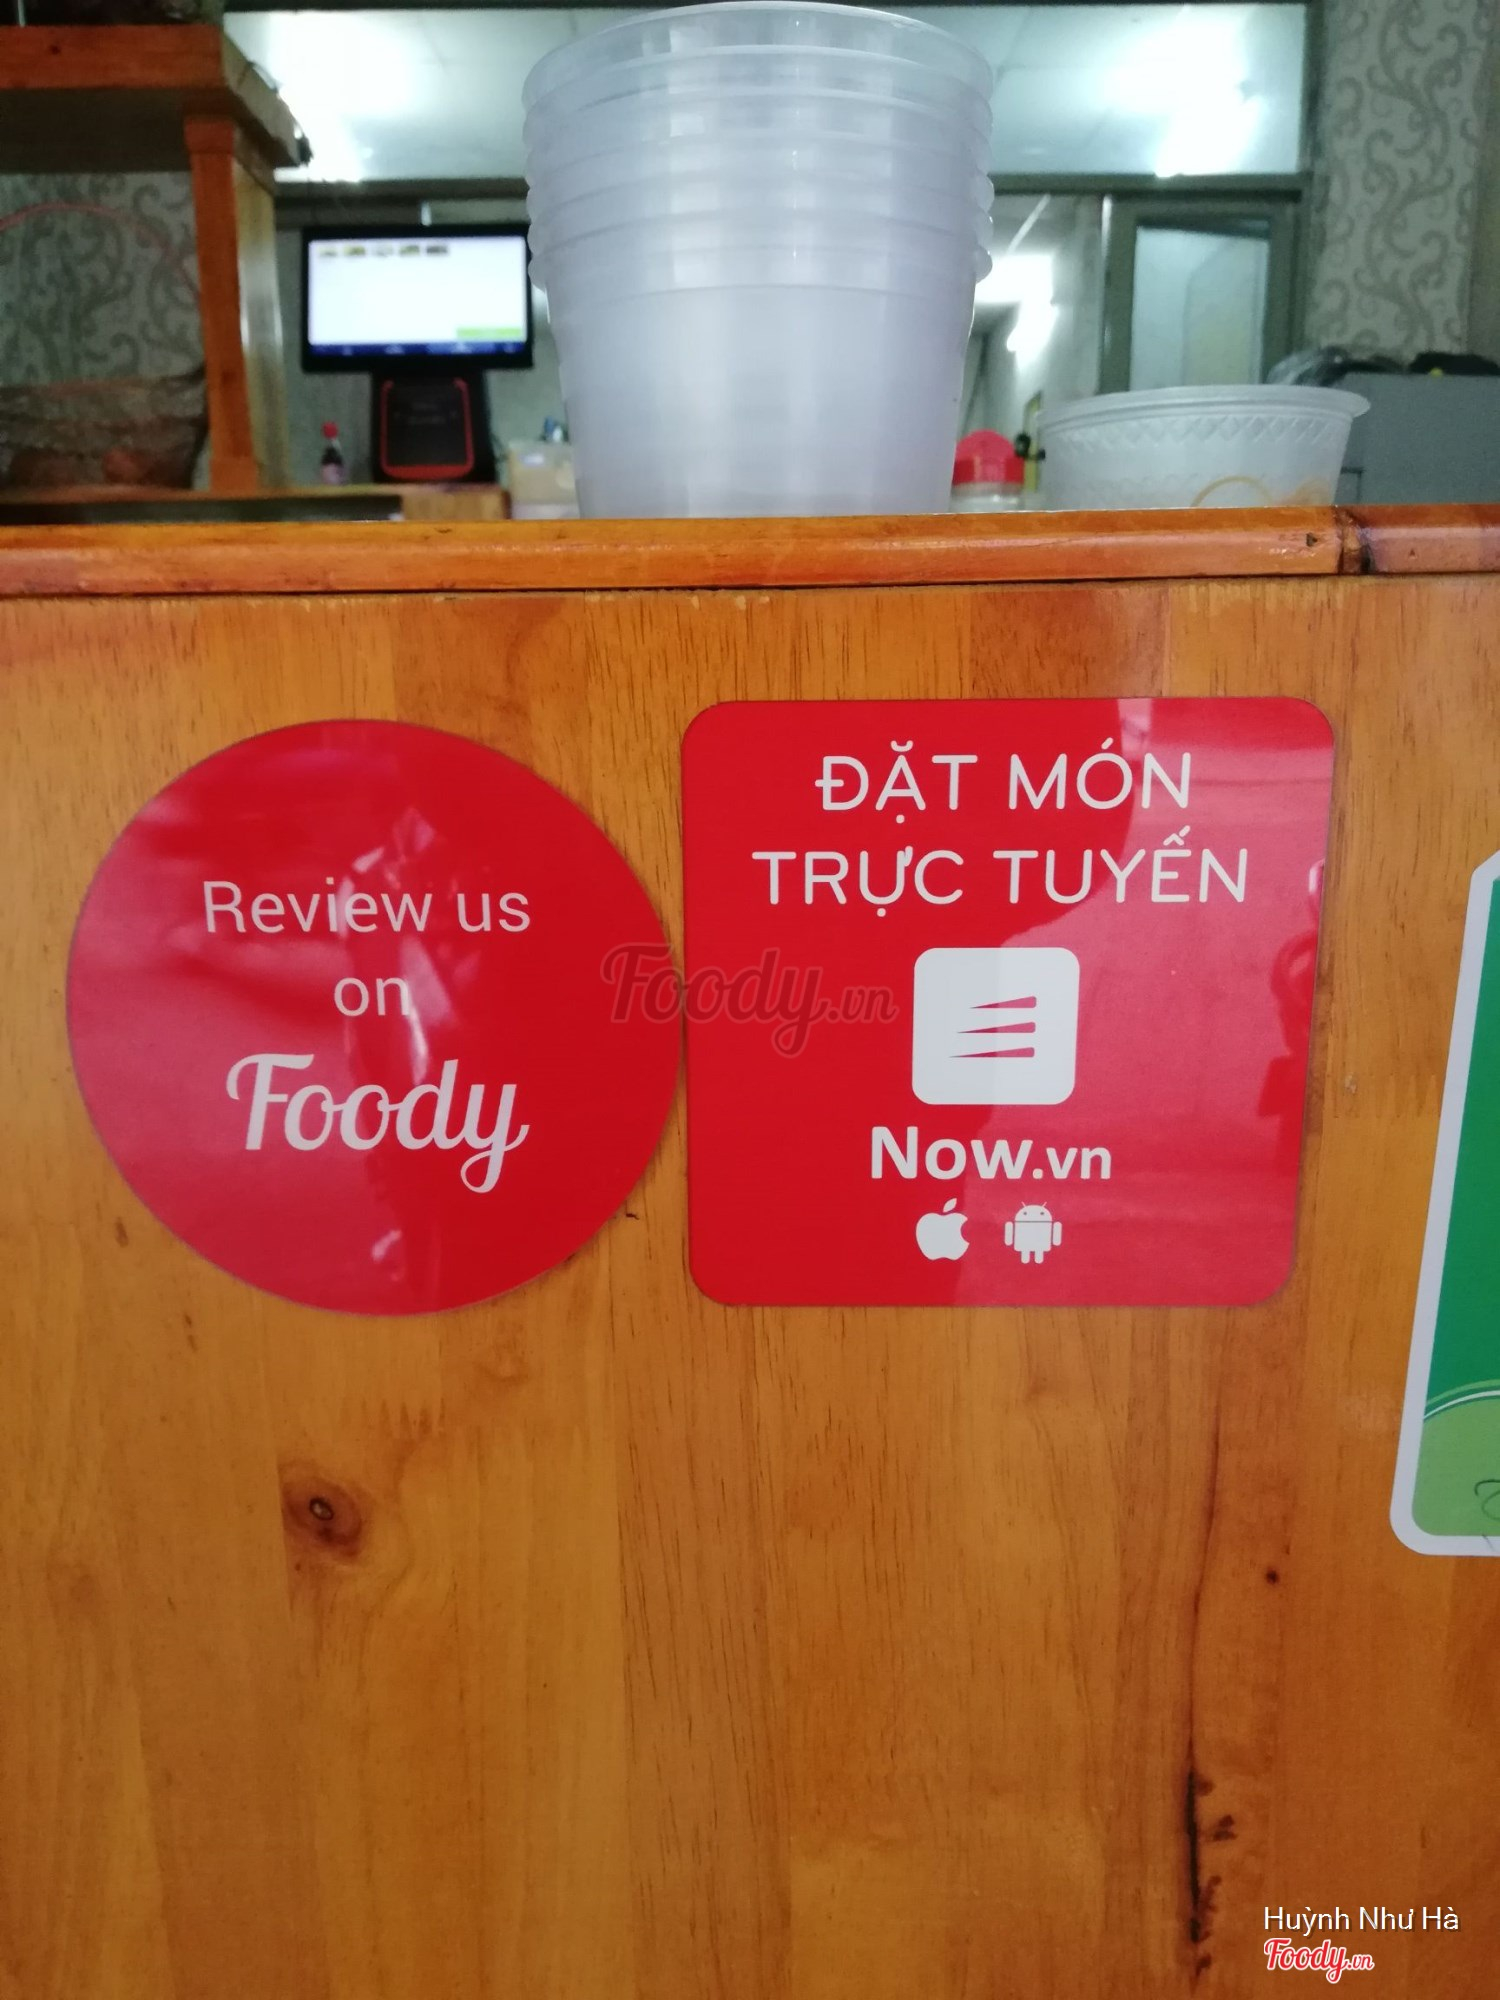 Review us
on
Foody
ĐẶT MÓN
TRỰC TUYẾN
Now.vn
Foody.vn
Huỳnh Như Hà
Foody.vn